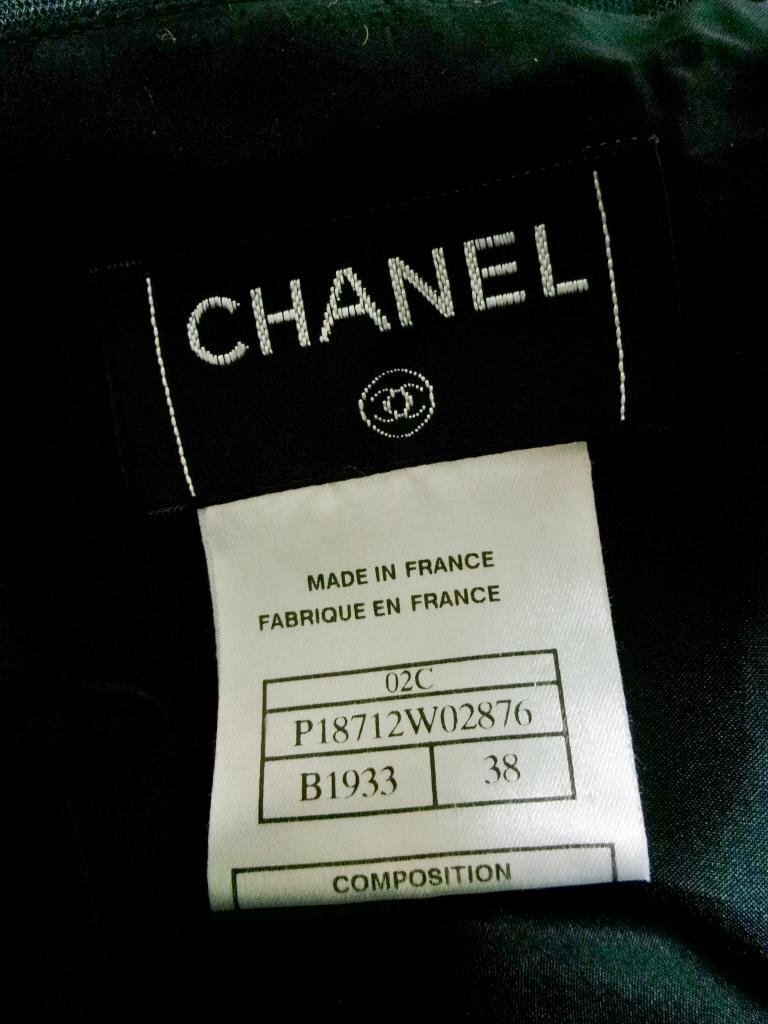 CHANEL
MADE IN FRANCE
FABRIQUE EN FRANCE
02C
P18712W02876
B1933 38
COMPOSITION